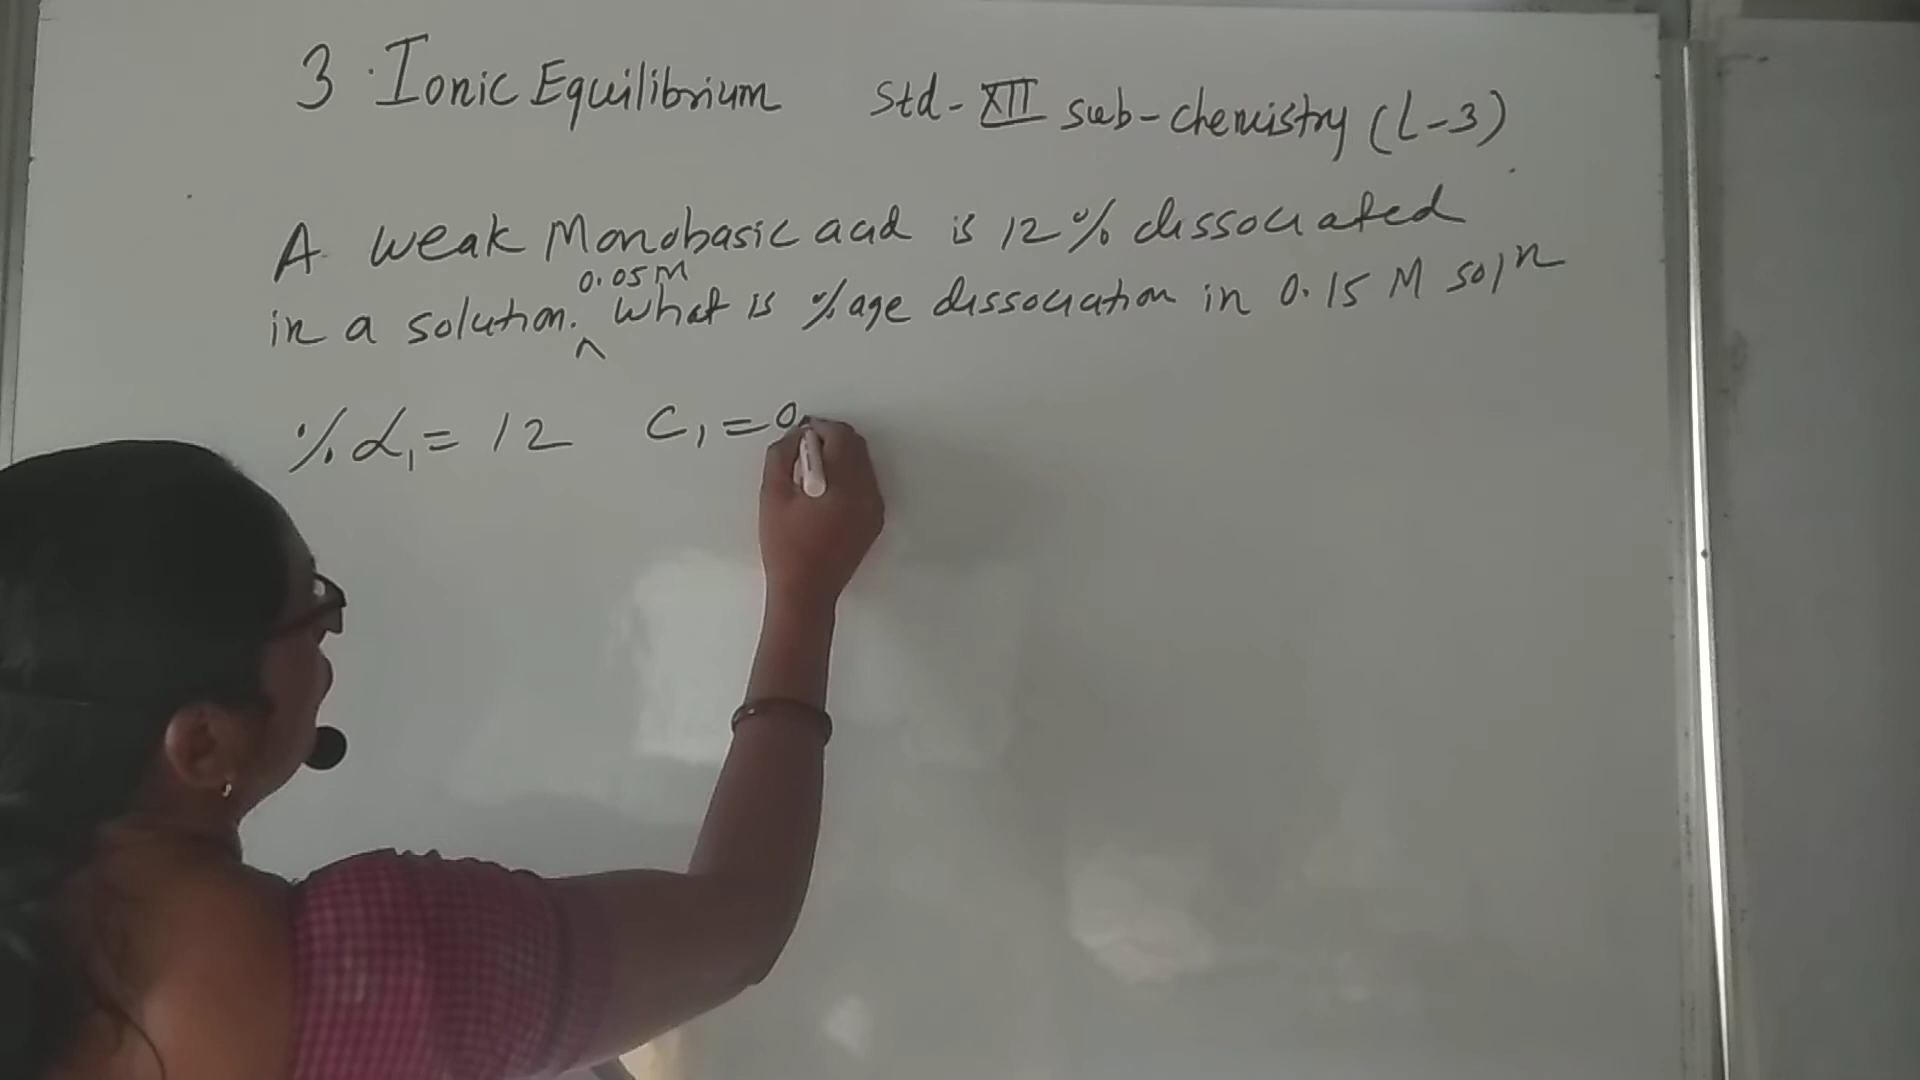 3. Ionic Equilibrium Std-XII sub-chemistry (L-3)
A weak Monobasic acid is 12% dissociated
0.05M
in a solution. ^ What is %age dissociation in 0.15 M solⁿ
% α₁ = 12 C₁ = 0.